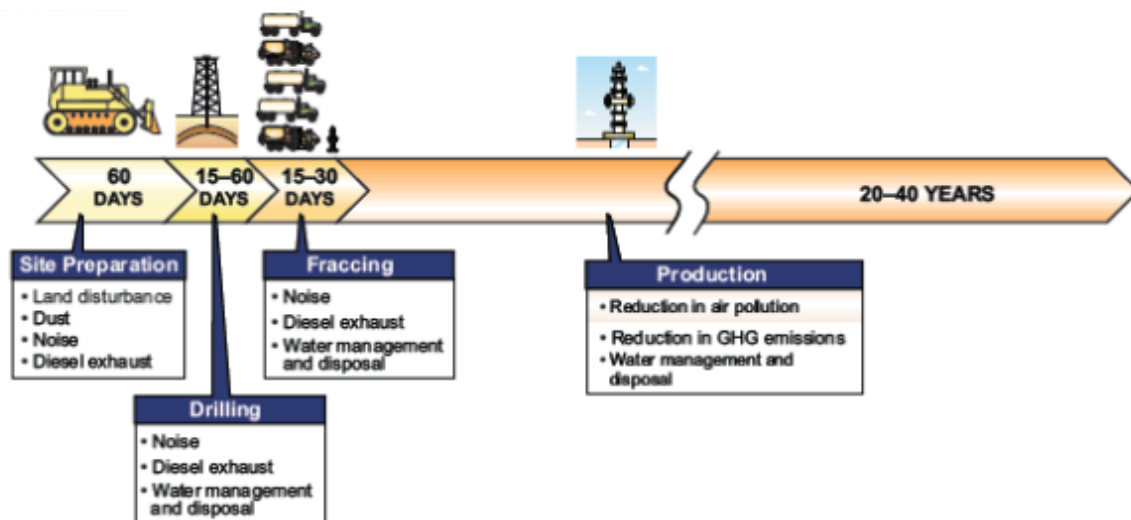 60
DAYS
15–60
DAYS
15–30
DAYS
20–40 YEARS
Site Preparation
• Land disturbance
• Dust
• Noise
• Diesel exhaust
Drilling
• Noise
• Diesel exhaust
• Water management
and disposal
Fraccing
• Noise
• Diesel exhaust
• Water management
and disposal
Production
• Reduction in air pollution
• Reduction in GHG emissions
• Water management and
disposal